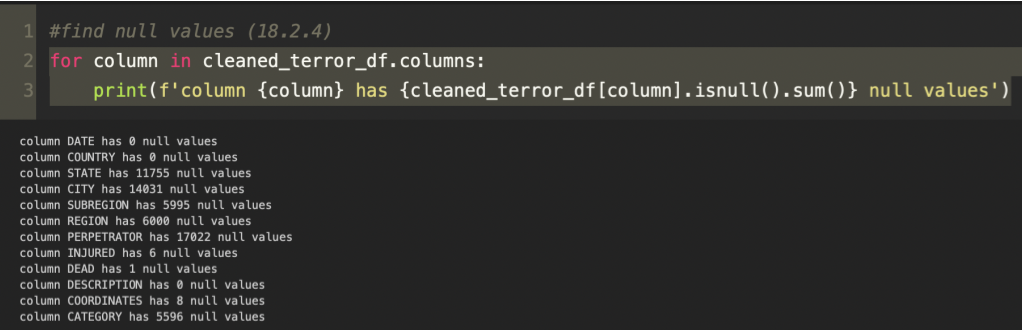 1 #find null values (18.2.4)
2 for column in cleaned_terror_df.columns:
3 print(f'column {column} has {cleaned_terror_df[column].isnull().sum()} null values')
column DATE has 0 null values
column COUNTRY has 0 null values
column STATE has 11755 null values
column CITY has 14031 null values
column SUBREGION has 5995 null values
column REGION has 6000 null values
column PERPETRATOR has 17022 null values
column INJURED has 6 null values
column DEAD has 1 null values
column DESCRIPTION has 0 null values
column COORDINATES has 8 null values
column CATEGORY has 5596 null values